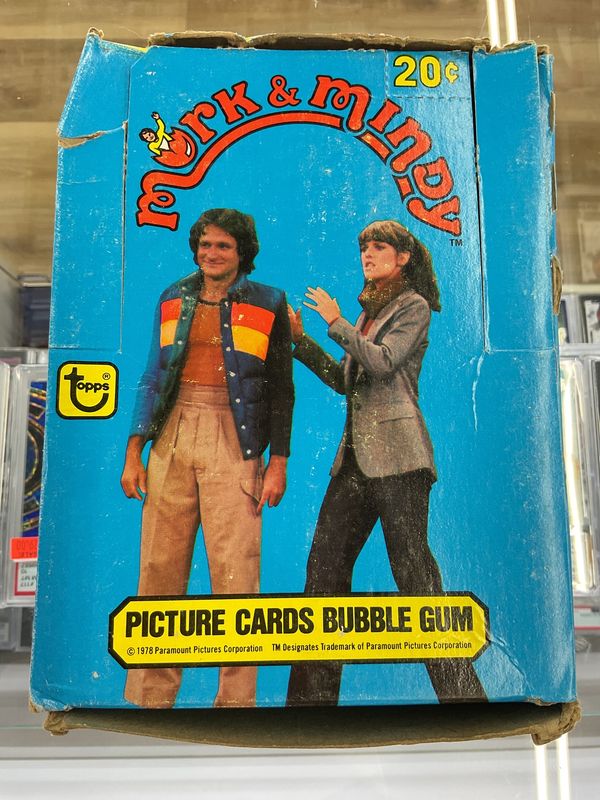 20¢
mork & mindy
TM
topps ®
PICTURE CARDS BUBBLE GUM
© 1978 Paramount Pictures Corporation TM Designates Trademark of Paramount Pictures Corporation